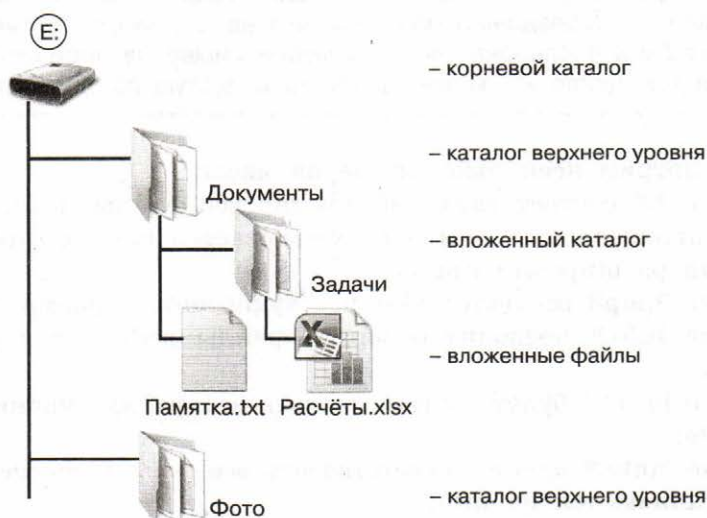 E:
– корневой каталог
– каталог верхнего уровня
Документы
– вложенный каталог
Задачи
X
– вложенные файлы
Памятка.txt Расчёты.xlsx
Фото
– каталог верхнего уровня